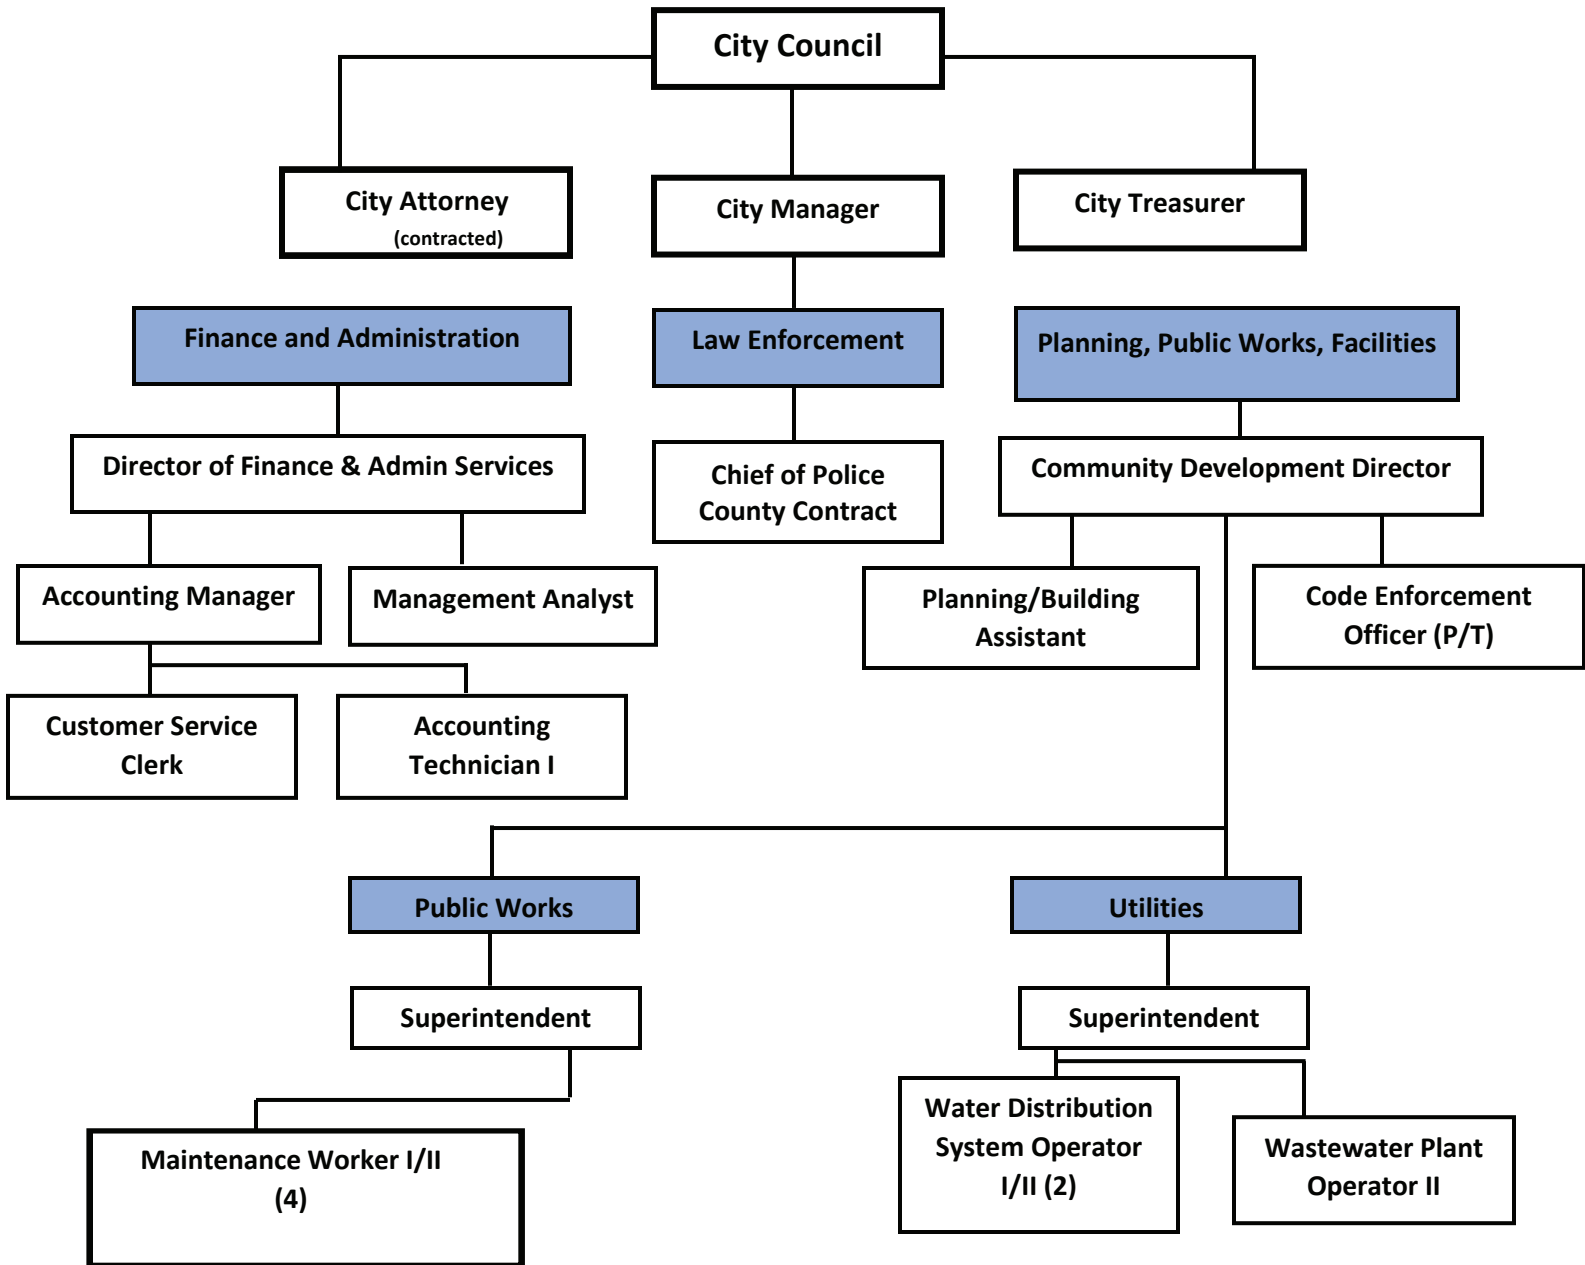 City Council
City Attorney
(contracted)
City Manager
City Treasurer
Finance and Administration
Law Enforcement
Planning, Public Works, Facilities
Director of Finance & Admin Services
Chief of Police
County Contract
Community Development Director
Accounting Manager
Management Analyst
Planning/Building
Assistant
Code Enforcement
Officer (P/T)
Customer Service
Clerk
Accounting
Technician I
Public Works
Utilities
Superintendent
Superintendent
Maintenance Worker I/II
(4)
Water Distribution
System Operator
I/II (2)
Wastewater Plant
Operator II